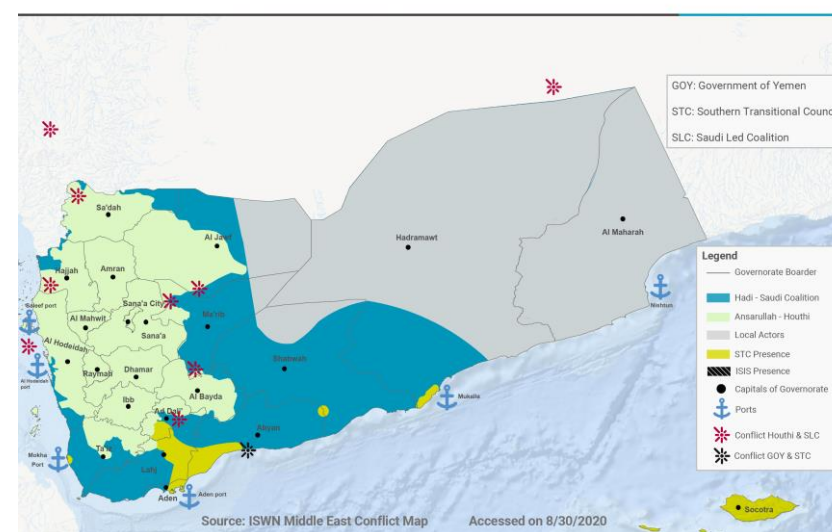 GOY: Government of Yemen
STC: Southern Transitional Counc
SLC: Saudi Led Coalition
Sa'dah
Al Jawf
Hadramawt
Al Maharah
Hajjah
Amran
Saleef port
Sana'a City
Ma'rib
Nishtun
Al Mahwit
Sana'a
Al Hodeidah
Al Hodeidah port
Raymah
Dhamar
Shabwah
Al Bayda
Mukalla
Ibb
Ad Dali'
Abyan
Mokha
Port
Ta'iz
Lahj
Aden
Aden port
Socotra
Legend
Governorate Boarder
Hadi - Saudi Coalition
Ansarullah - Houthi
Local Actors
STC Presence
ISIS Presence
Capitals of Governorate
Ports
Conflict Houthi & SLC
Conflict GOY & STC
Source: ISWN Middle East Conflict Map Accessed on 8/30/2020